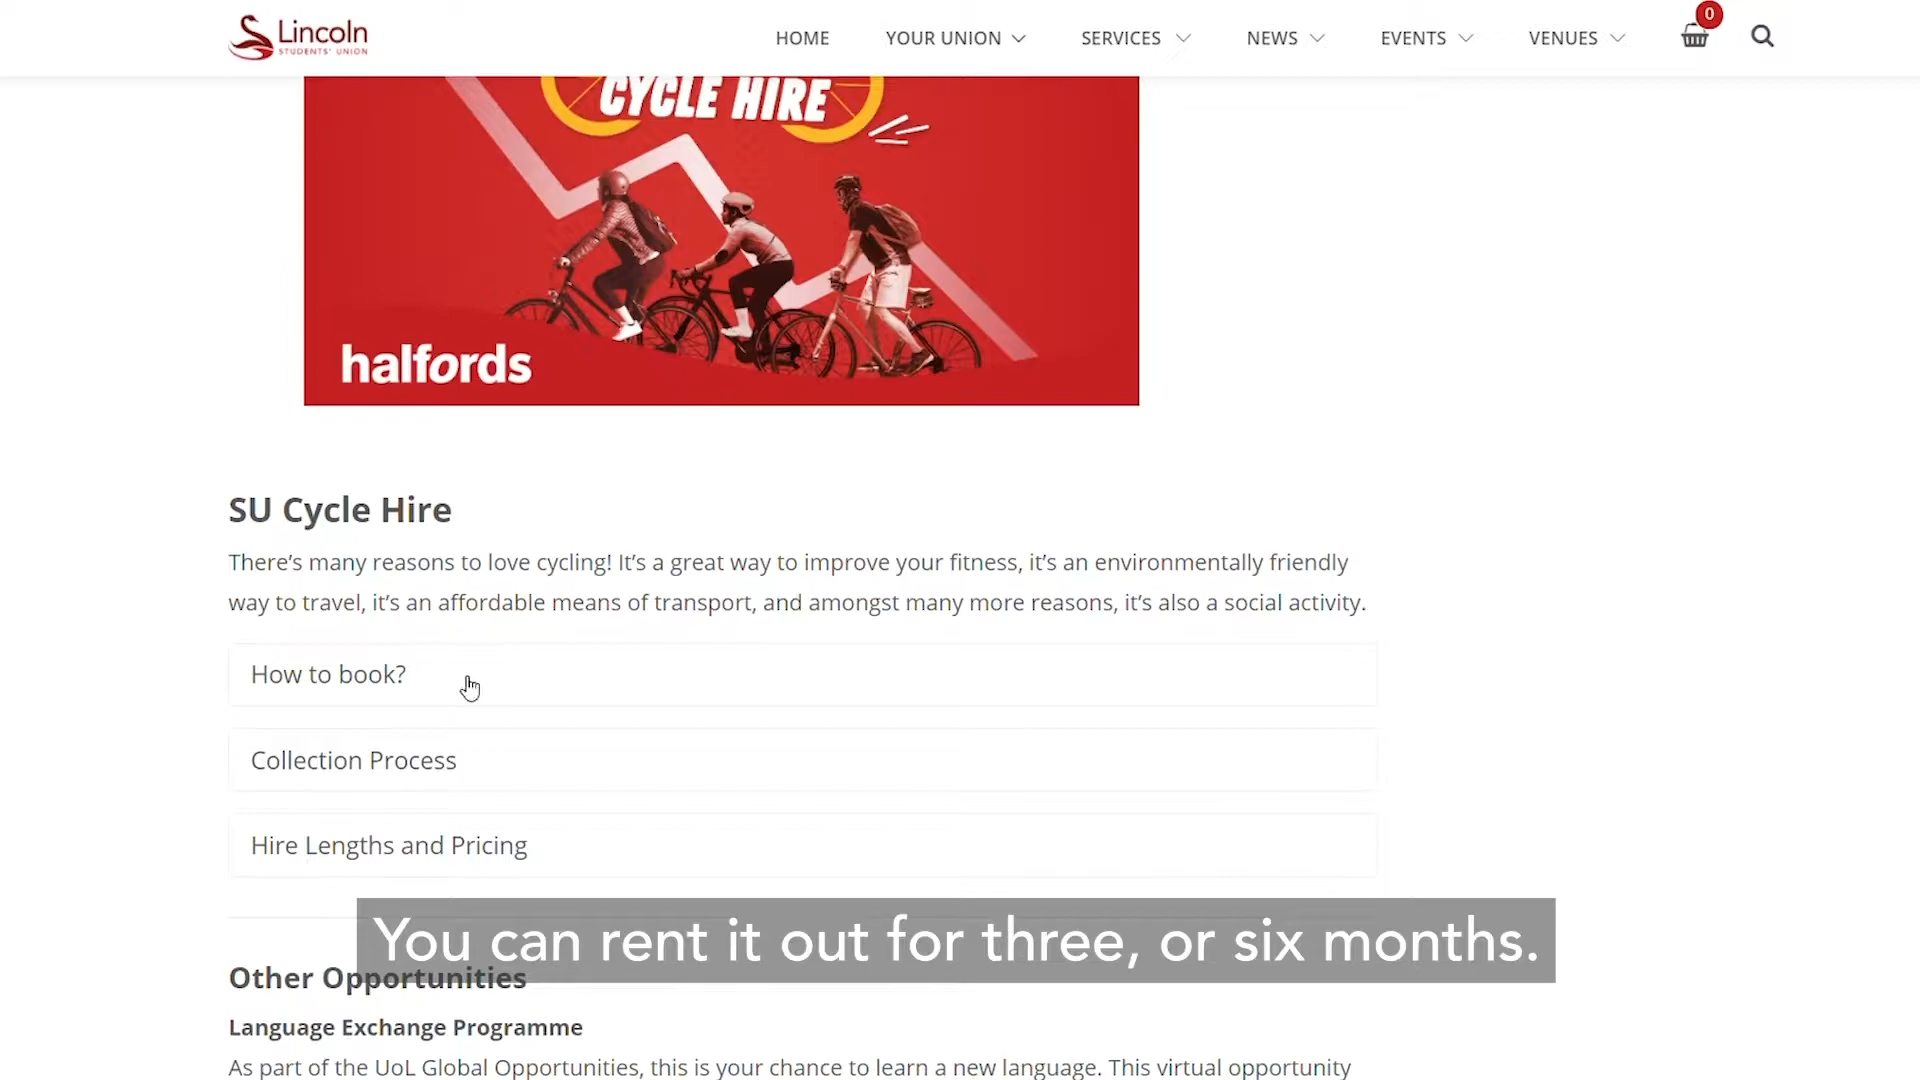 Lincoln
STUDENTS' UNION
HOME
YOUR UNION
SERVICES
NEWS
EVENTS
VENUES
0
CYCLE HIRE
halfords
SU Cycle Hire
There's many reasons to love cycling! It's a great way to improve your fitness, it's an environmentally friendly
way to travel, it's an affordable means of transport, and amongst many more reasons, it's also a social activity.
How to book?
Collection Process
Hire Lengths and Pricing
You can rent it out for three, or six months.
Other Opportunities
Language Exchange Programme
As part of the UoL Global Opportunities, this is your chance to learn a new language. This virtual opportunity